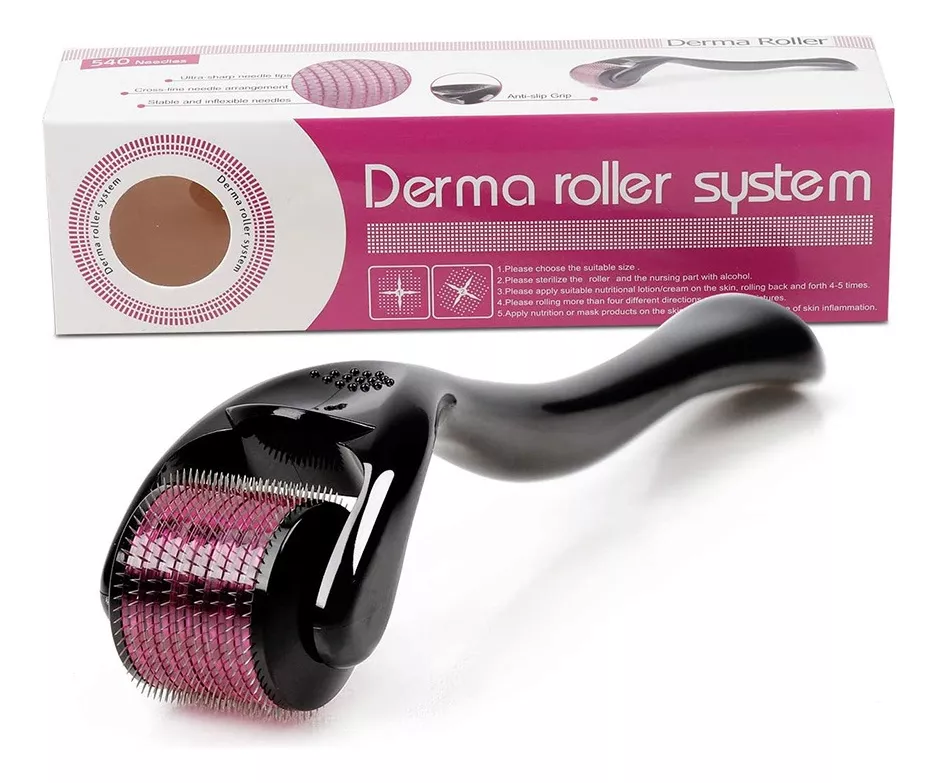 Derma Roller
540 Needles
Ultra-sharp needle tips
Cross-line needle arrangement
Stable and inflexible needles
Anti-slip Grip
Derma roller system
Derma roller system
Derma roller system
1.Please choose the suitable size .
2.Please sterilize the roller and the nursing part with alcohol.
3.Please apply suitable nutritional lotion/cream on the skin, rolling back and forth 4-5 times.
4.Please rolling more than four different directions
5.Apply nutrition or mask products on the of skin inflammation.